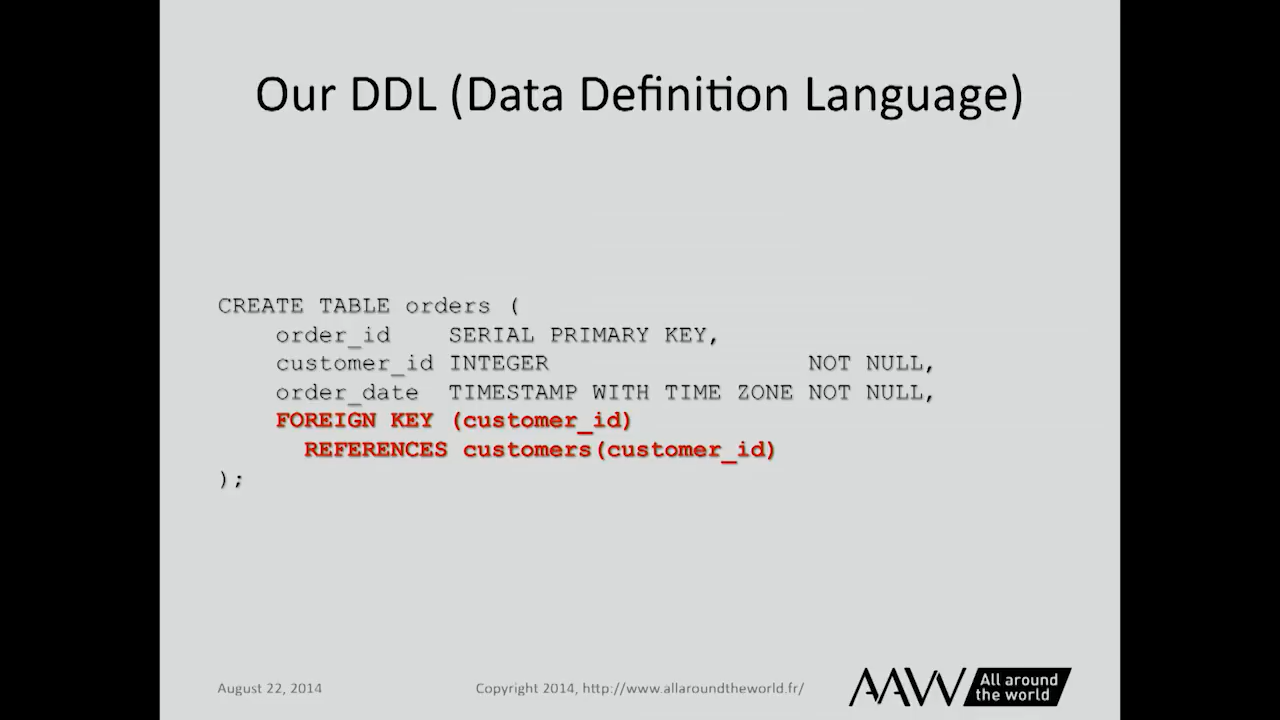 Our DDL (Data Definition Language)
CREATE TABLE orders (
    order_id    SERIAL PRIMARY KEY,
    customer_id INTEGER                  NOT NULL,
    order_date  TIMESTAMP WITH TIME ZONE NOT NULL,
    FOREIGN KEY (customer_id)
      REFERENCES customers(customer_id)
);
August 22, 2014
Copyright 2014, http://www.allaroundtheworld.fr/
AAW All around
the world